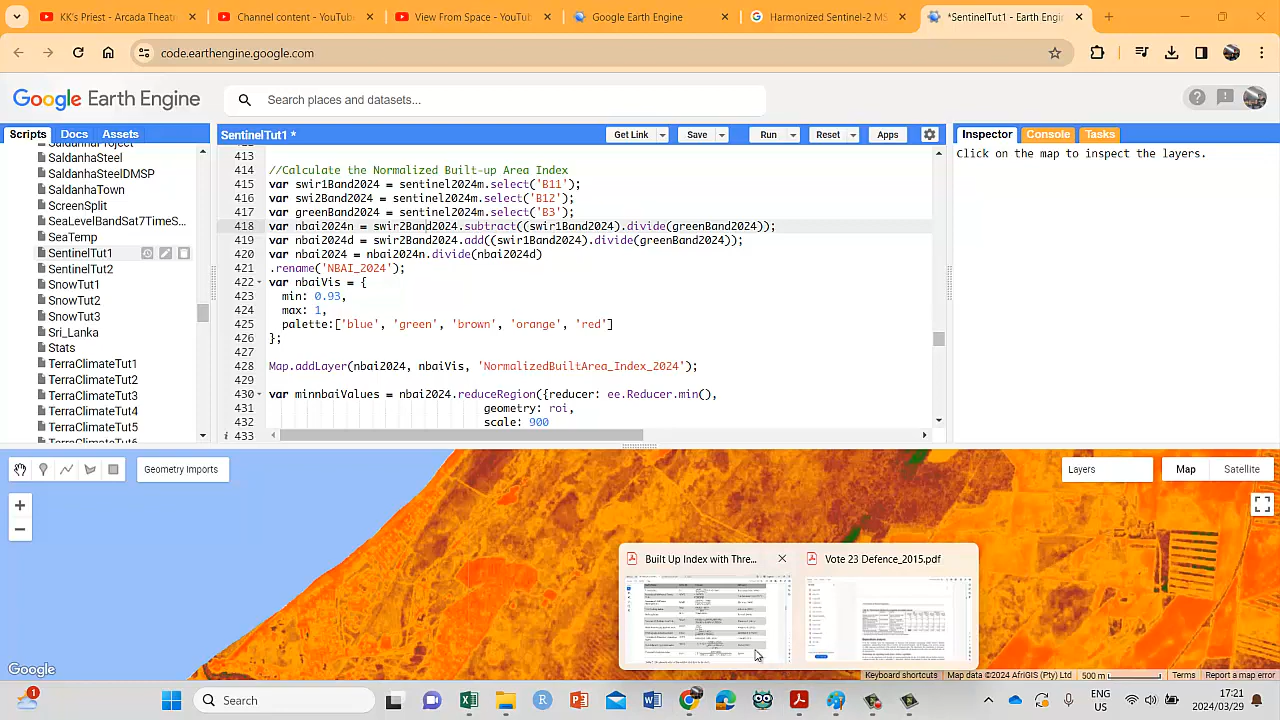 KK's Priest - Arcada Theatr
Channel content - YouTube
View From Space - YouTube
Google Earth Engine
Harmonized Sentinel-2 MS
*SentinelTut1 - Earth Engin
code.earthengine.google.com
Google Earth Engine
Search places and datasets...
Scripts
Docs
Assets
SentinelTut1 *
Get Link
Save
Run
Reset
Apps
Inspector
Console
Tasks
Click on the map to inspect the layers.
SaldanhaProject
SaldanhaSteel
SaldanhaSteelDMSP
SaldanhaTown
ScreenSplit
SeaLevelBandSat7TimeS...
SeaTemp
SentinelTut1
SentinelTut2
SnowTut1
SnowTut2
SnowTut3
Sri_Lanka
Stats
TerraClimateTut1
TerraClimateTut2
TerraClimateTut3
TerraClimateTut4
TerraClimateTut5
TerraClimateTut6
413
414 //Calculate the Normalized Built-up Area Index
415 var swir1Band2024 = sentinel2024m.select('B11');
416 var swi2Band2024 = sentinel2024m.select('B12');
417 var greenBand2024 = sentinel2024m.select('B3');
418 var nbai2024n = swir2Band2024.subtract((swir1Band2024).divide(greenBand2024));
419 var nbai2024d = swir2Band2024.add((swir1Band2024).divide(greenBand2024));
420 var nbai2024 = nbai2024n.divide(nbai2024d)
421 .rename('NBAI_2024');
422 var nbaiVis = {
423 min: 0.93,
424 max: 1,
425 palette:['blue', 'green', 'brown', 'orange', 'red']
426 };
427
428 Map.addLayer(nbai2024, nbaiVis, 'NormalizedBuiltArea_Index_2024');
429
430 var minnbaiValues = nbai2024.reduceRegion({reducer: ee.Reducer.min(),
431 geometry: roi,
432 scale: 900
433
Geometry Imports
Layers
Map
Satellite
Built Up Index with Thre...
Vote 23 Defence_2015.pdf
Google
Keyboard shortcuts
Map data ©2024 AfriGIS (Pty) Ltd
500 m
Terms
Report a map error
1
Search
ENG
US
17:21
2024/03/29